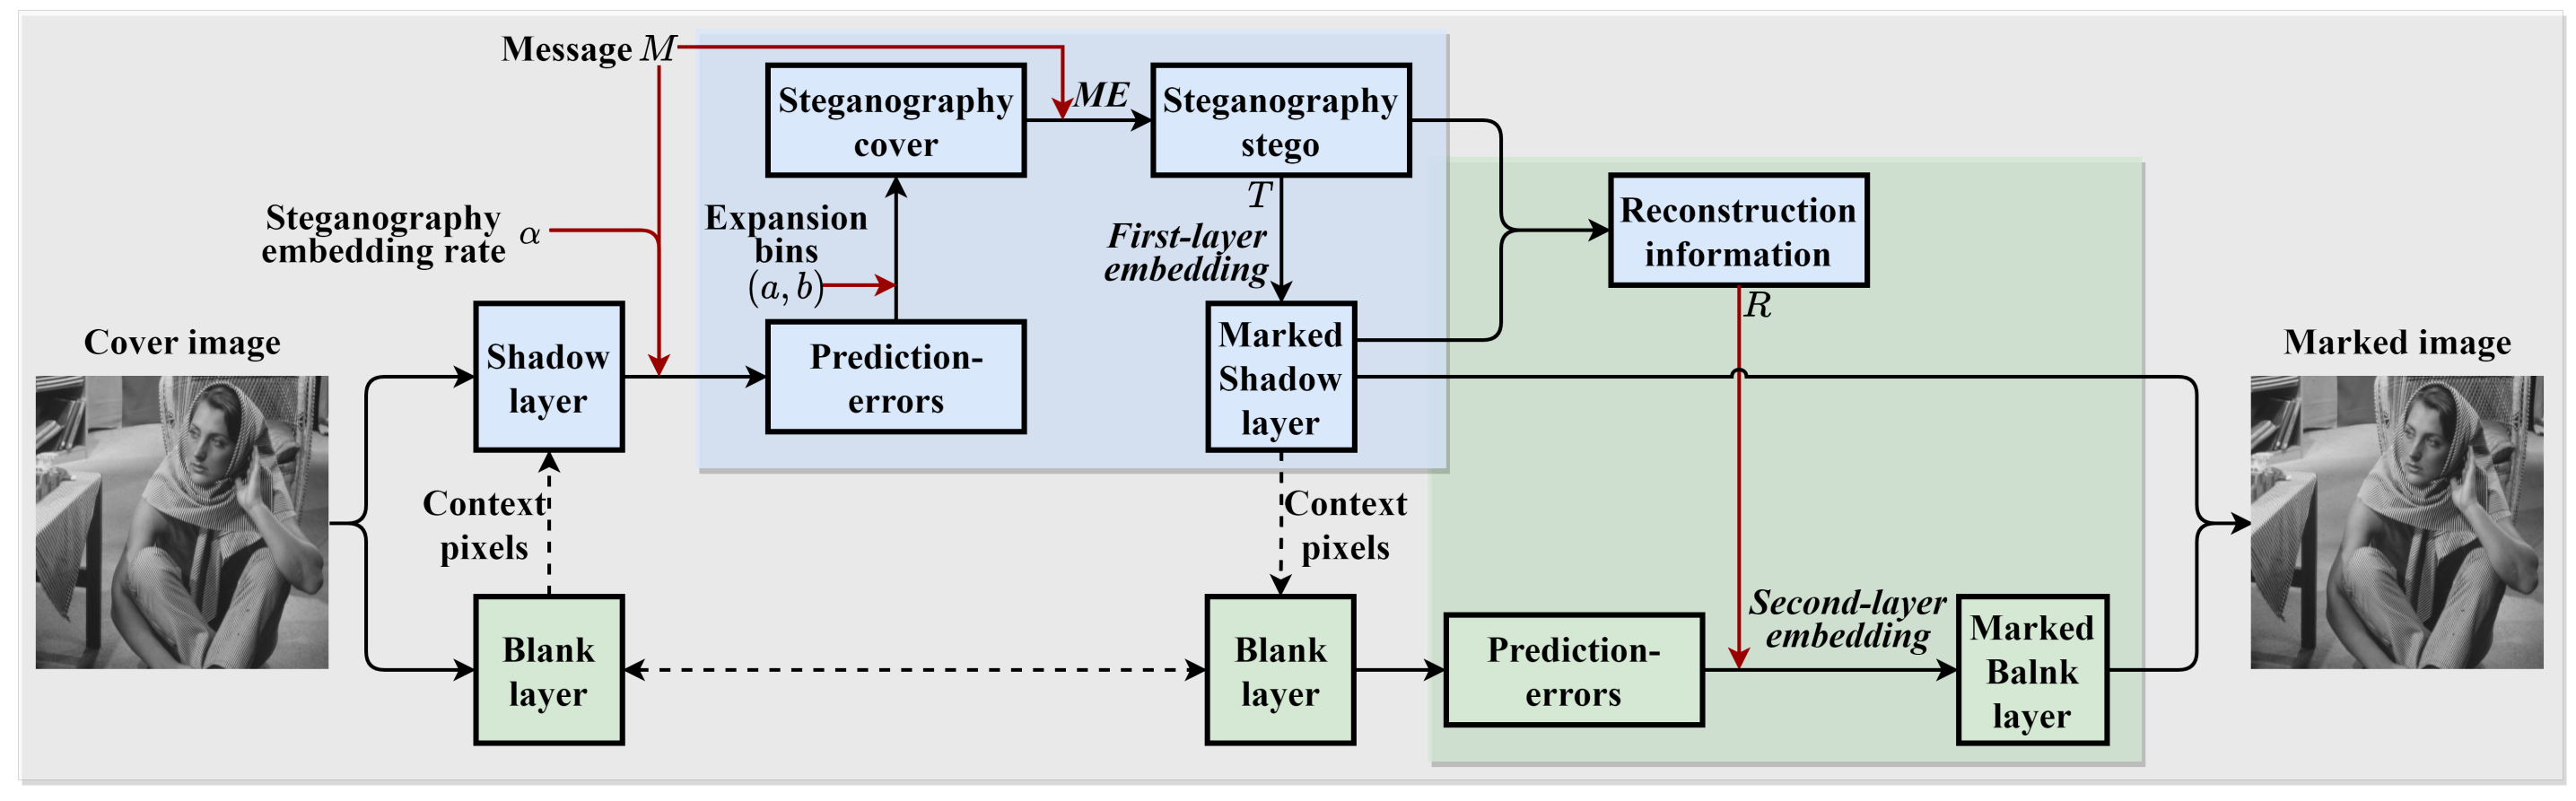 Message M
Steganography
cover
ME
Steganography
stego
Steganography
embedding rate α
Expansion
bins
(a, b)
T
First-layer
embedding
Reconstruction
information
R
Cover image
Shadow
layer
Prediction-
errors
Marked
Shadow
layer
Marked image
Context
pixels
Context
pixels
Blank
layer
Blank
layer
Prediction-
errors
Second-layer
embedding
Marked
Balnk
layer